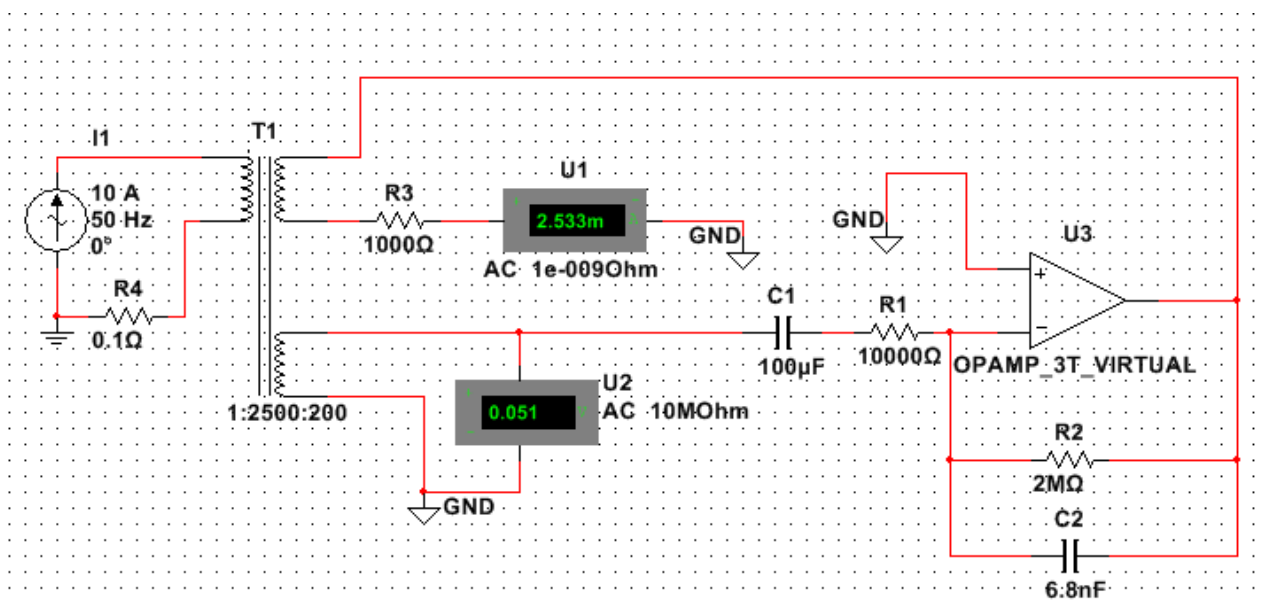 I1
10 A
50 Hz
0°
R4
0.1Ω
T1
1:2500:200
R3
1000Ω
U1
2.533m
A
AC 1e-009Ohm
GND
U2
0.051
V
AC 10MOhm
GND
C1
100µF
R1
10000Ω
GND
U3
+
−
OPAMP_3T_VIRTUAL
R2
2MΩ
C2
6.8nF